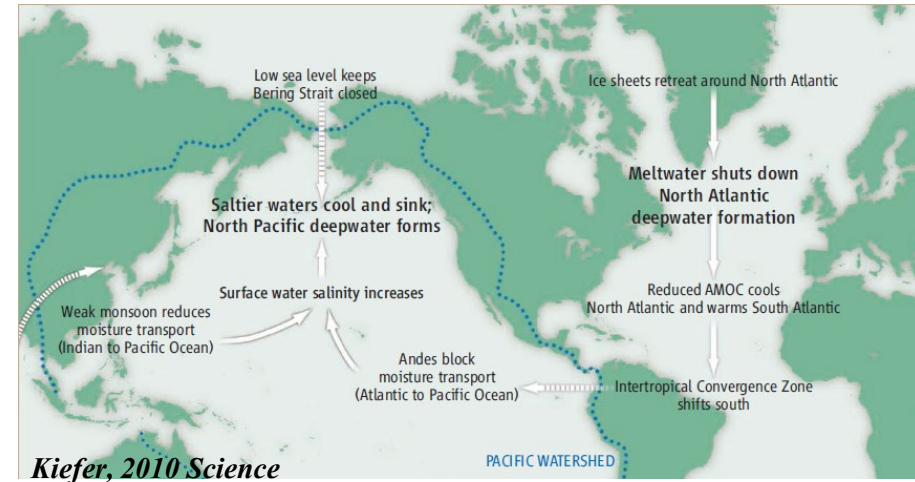 Low sea level keeps
Bering Strait closed
Ice sheets retreat around North Atlantic
Saltier waters cool and sink;
North Pacific deepwater forms
Meltwater shuts down
North Atlantic
deepwater formation
Surface water salinity increases
Reduced AMOC cools
North Atlantic and warms South Atlantic
Weak monsoon reduces
moisture transport
(Indian to Pacific Ocean)
Andes block
moisture transport
(Atlantic to Pacific Ocean)
Intertropical Convergence Zone
shifts south
Kiefer, 2010 Science
PACIFIC WATERSHED